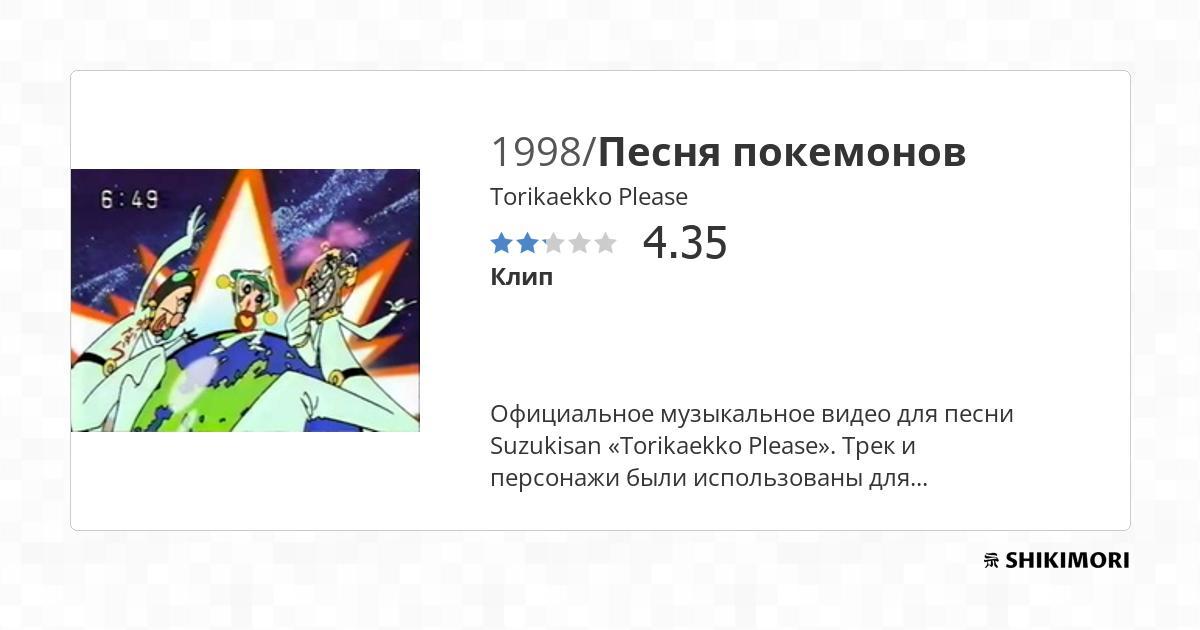 6:49
1998/Песня покемонов
Torikaekko Please
4.35
Клип
Официальное музыкальное видео для песни
Suzukisan «Torikaekko Please». Трек и
персонажи были использованы для...
SHIKIMORI